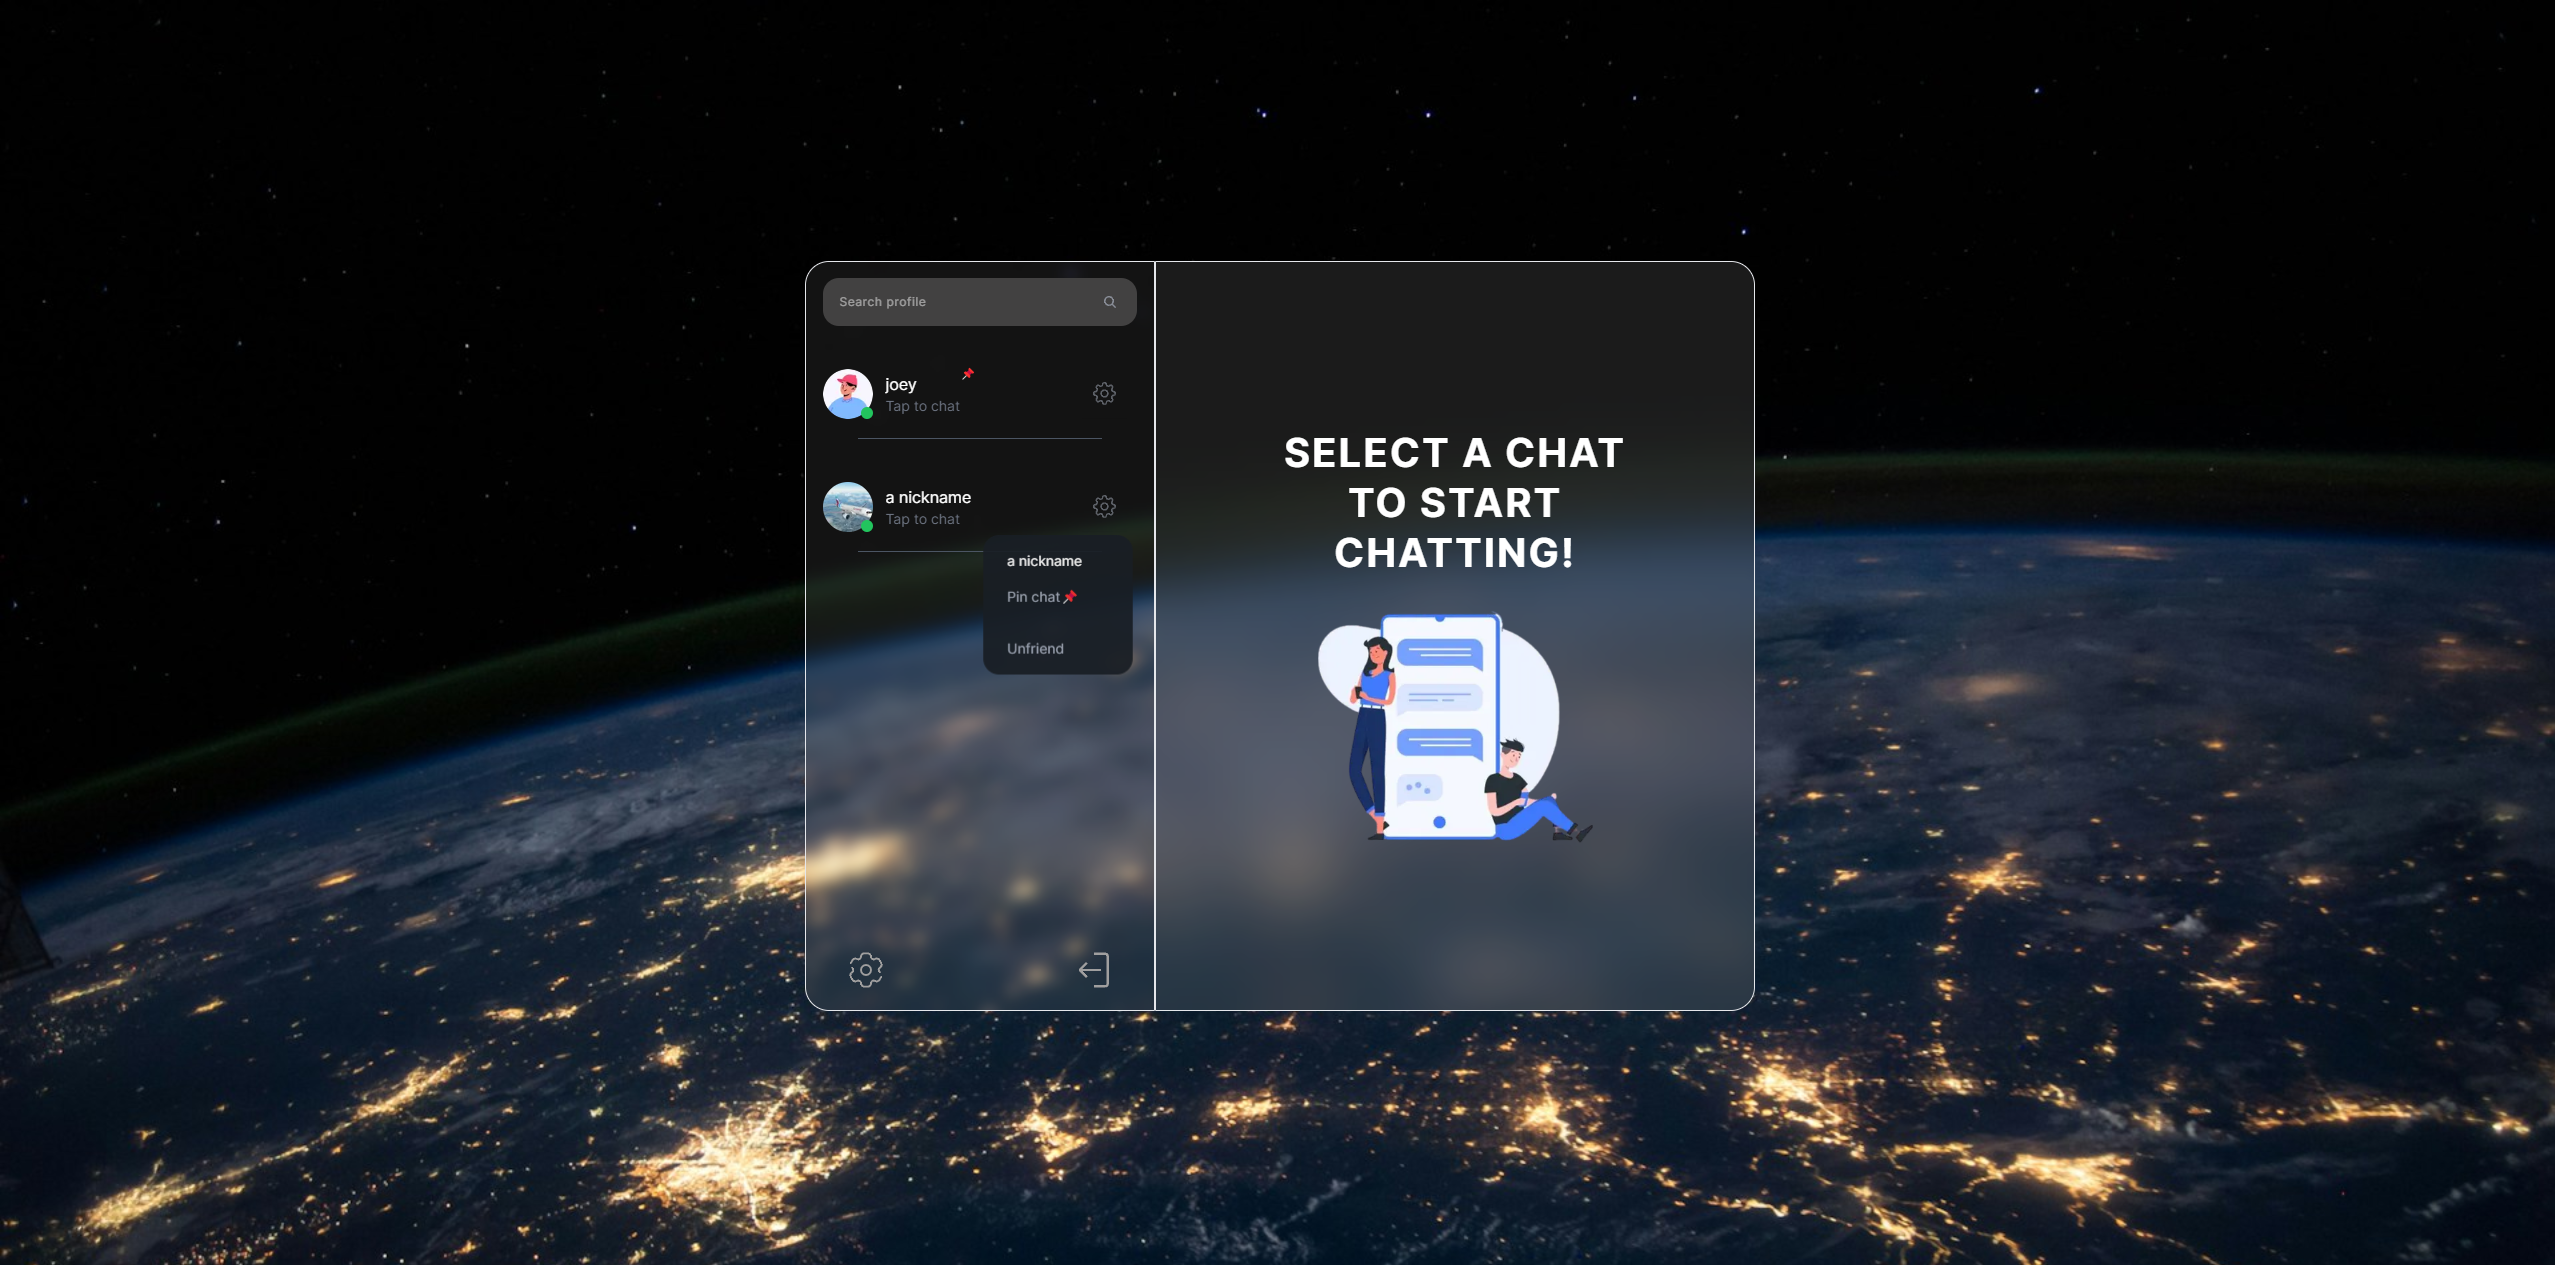 Search profile
joey
Tap to chat
a nickname
Tap to chat
a nickname
Pin chat
Unfriend
SELECT A CHAT
TO START
CHATTING!